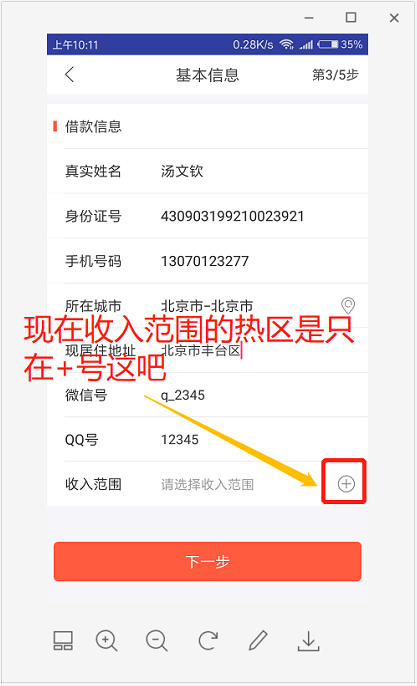 上午10:11 0.28K/s 35%
基本信息 第3/5步
借款信息
真实姓名 汤文钦
身份证号 430903199210023921
手机号码 13070123277
所在城市 北京市-北京市
现在收入范围的热区是只
现居住地址 北京市丰台区
在+号这吧
微信号 q_2345
QQ号 12345
收入范围 请选择收入范围
下一步